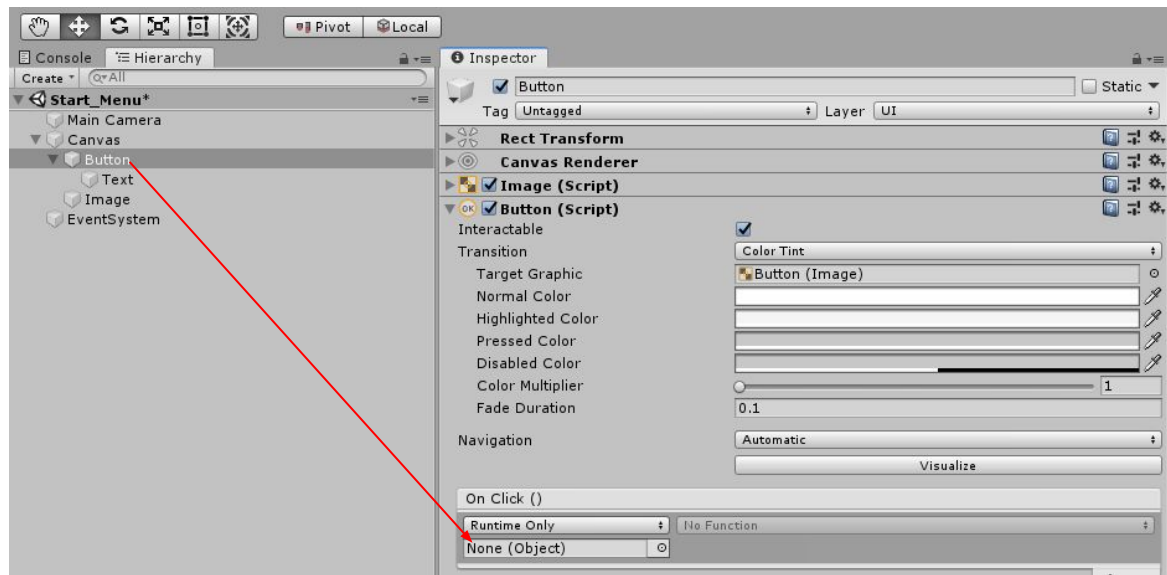 Pivot
Local
Console
Hierarchy
Create
All
Start_Menu*
Main Camera
Canvas
Button
Text
Image
EventSystem
Inspector
Button
Static
Tag Untagged
Layer UI
Rect Transform
Canvas Renderer
Image (Script)
OK Button (Script)
Interactable
Transition Color Tint
Target Graphic Button (Image)
Normal Color
Highlighted Color
Pressed Color
Disabled Color
Color Multiplier 1
Fade Duration 0.1
Navigation Automatic
Visualize
On Click ()
Runtime Only No Function
None (Object)